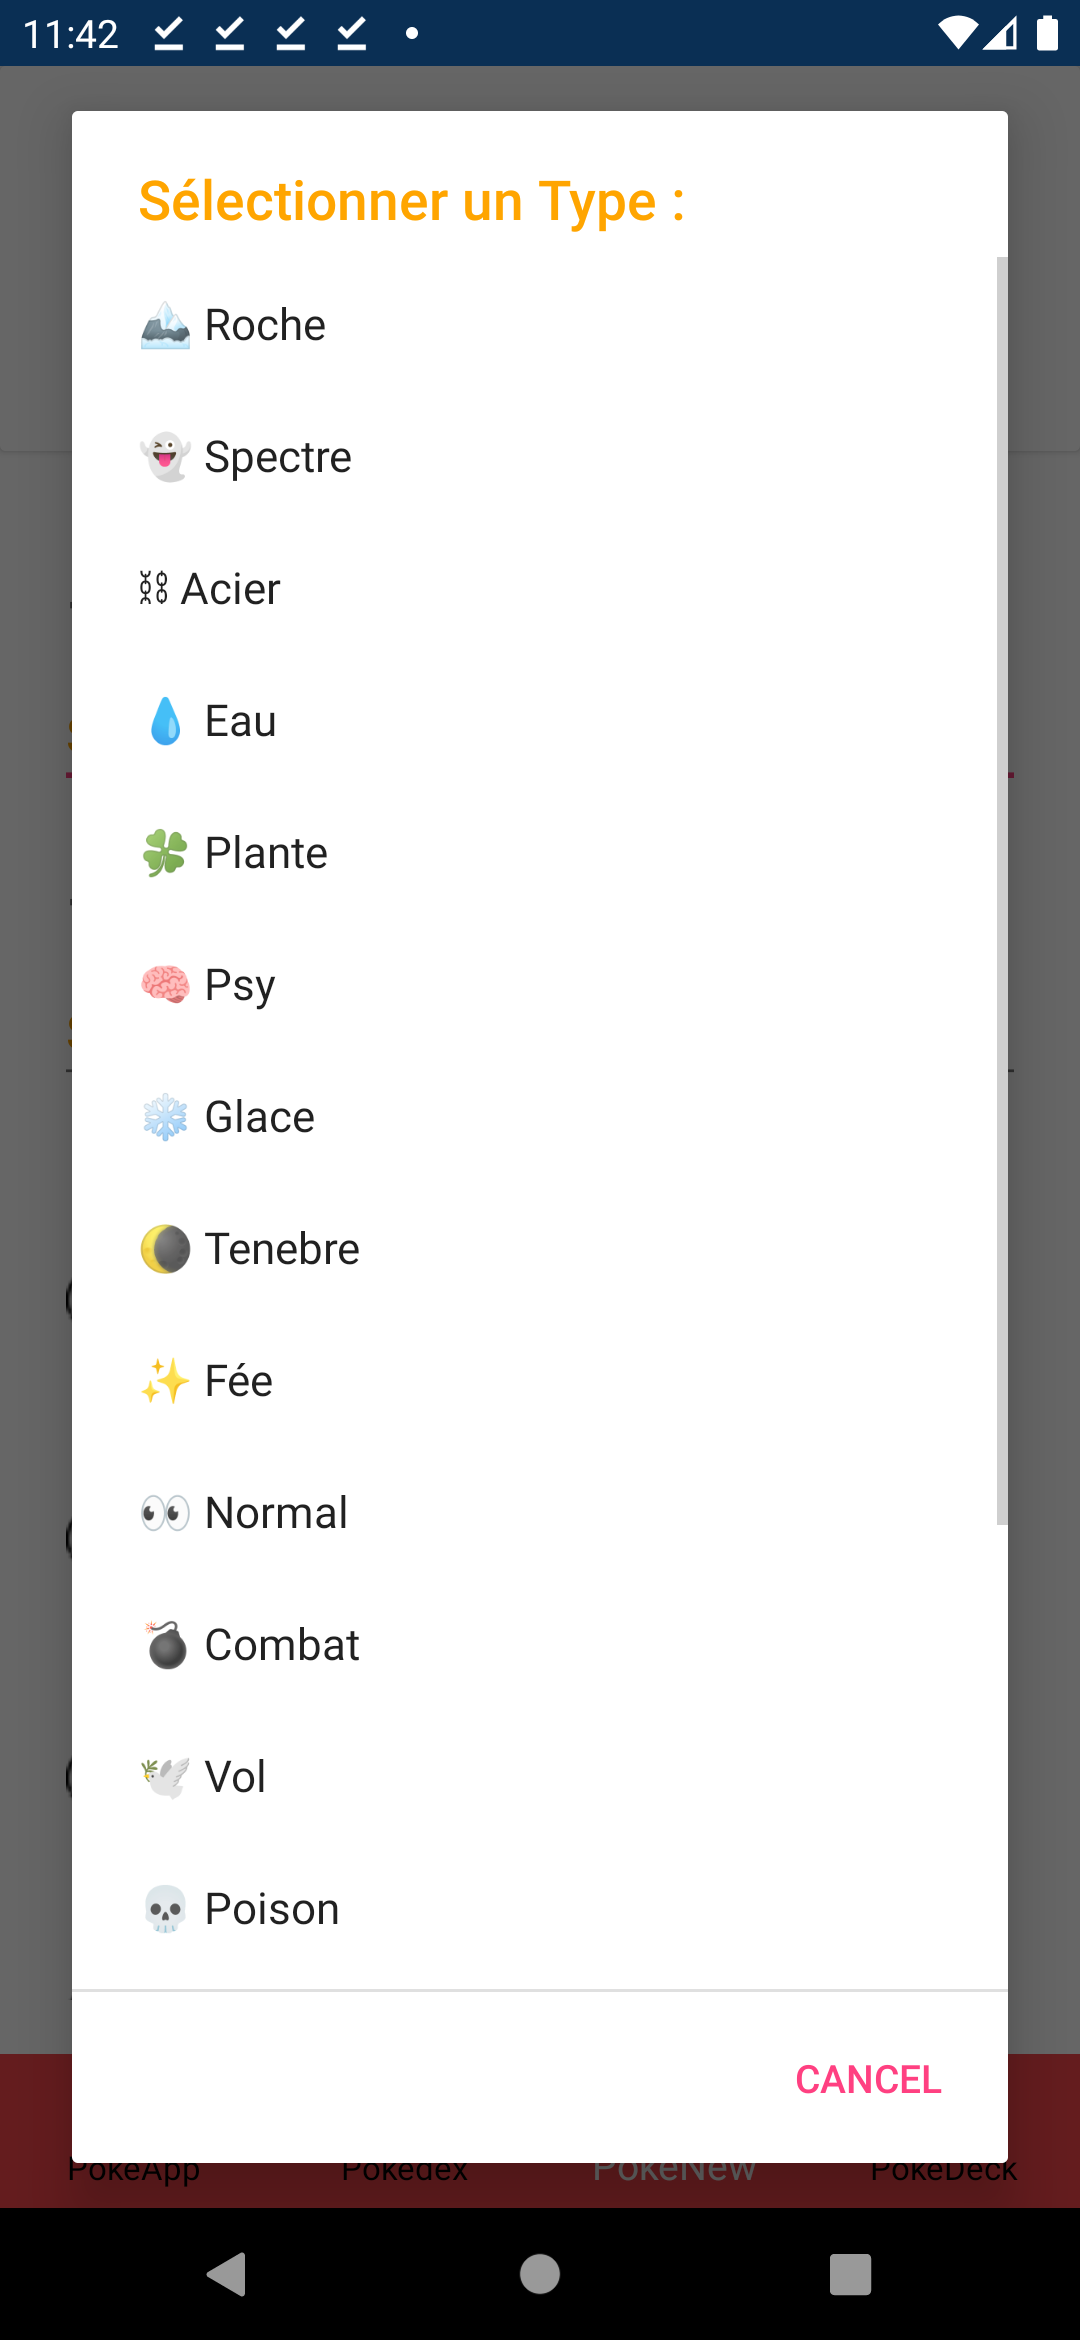 11:42
Sélectionner un Type :
🏔️ Roche
👻 Spectre
⛓ Acier
💧 Eau
🍀 Plante
🧠 Psy
❄️ Glace
🌘 Tenebre
✨ Fée
👀 Normal
💣 Combat
🕊️ Vol
💀 Poison
CANCEL
PokeApp Pokedex PokeNew PokeDeck